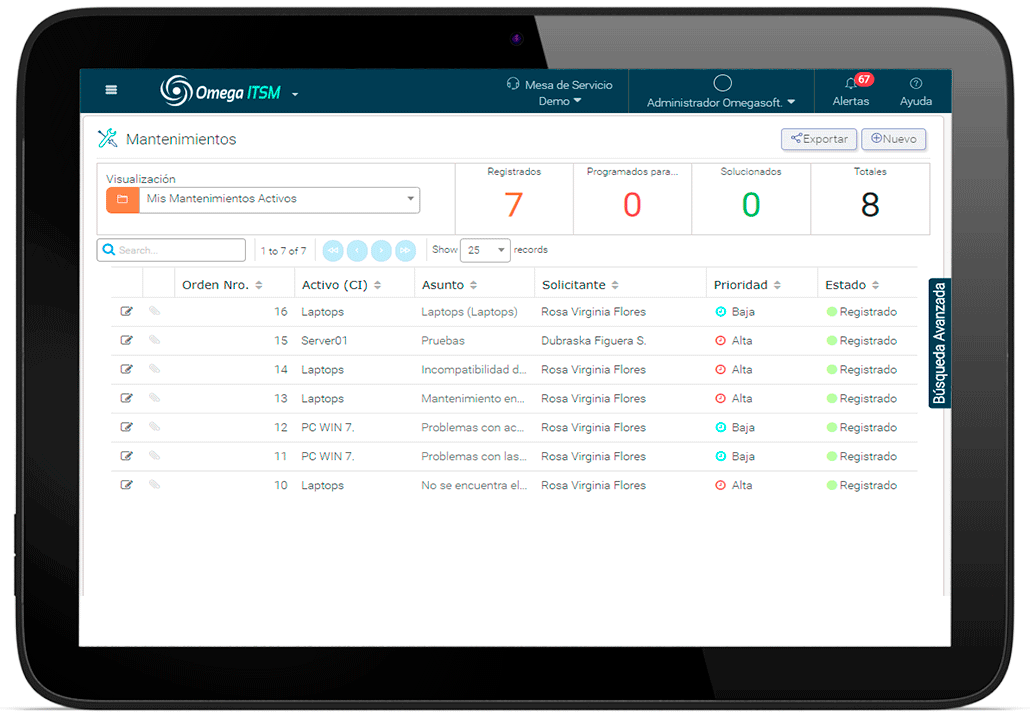 Omega ITSM
Mesa de Servicio
Demo
Administrador Omegasoft.
67
Alertas
Ayuda
Mantenimientos
Exportar
Nuevo
Visualización
Mis Mantenimientos Activos
Registrados
7
Programados para...
0
Solucionados
0
Totales
8
Search...
1 to 7 of 7
Show 25 records
Orden Nro. Activo (CI) Asunto Solicitante Prioridad Estado
16 Laptops Laptops (Laptops) Rosa Virginia Flores Baja Registrado
15 Server01 Pruebas Dubraska Figuera S. Alta Registrado
14 Laptops Incompatibilidad d... Rosa Virginia Flores Alta Registrado
13 Laptops Mantenimiento en... Rosa Virginia Flores Alta Registrado
12 PC WIN 7. Problemas con ac... Rosa Virginia Flores Baja Registrado
11 PC WIN 7. Problemas con las... Rosa Virginia Flores Baja Registrado
10 Laptops No se encuentra el... Rosa Virginia Flores Alta Registrado
Búsqueda Avanzada